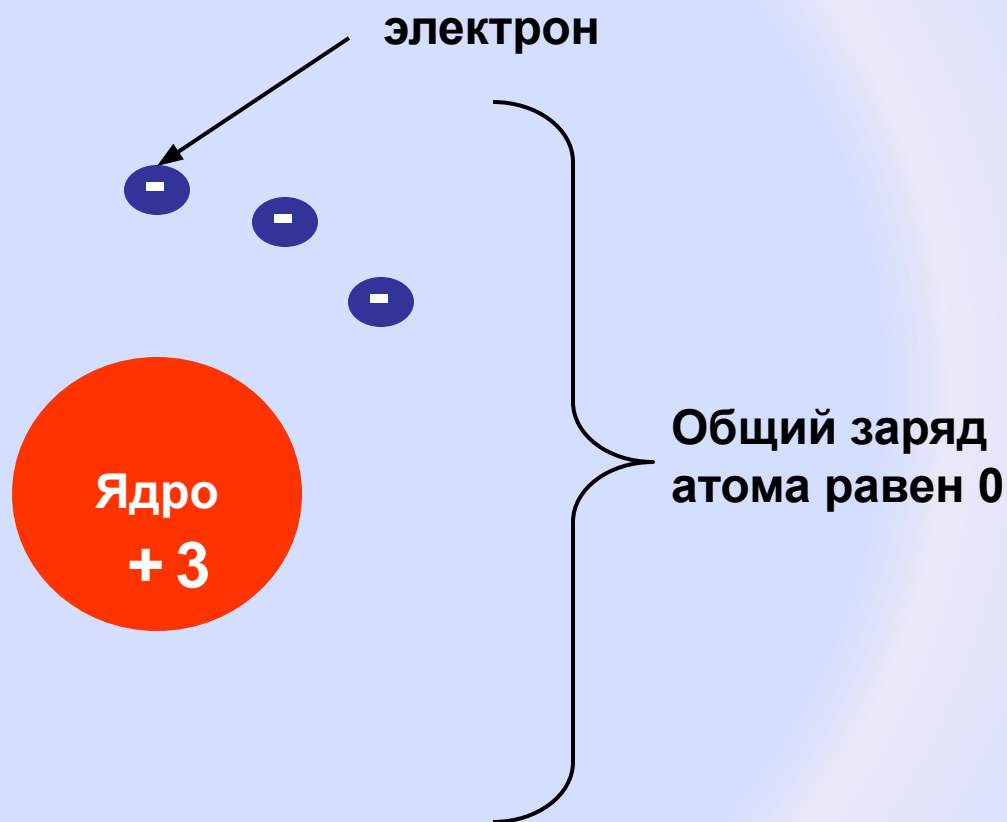 электрон
-
-
-
Общий заряд
атома равен 0
Ядро
+ 3